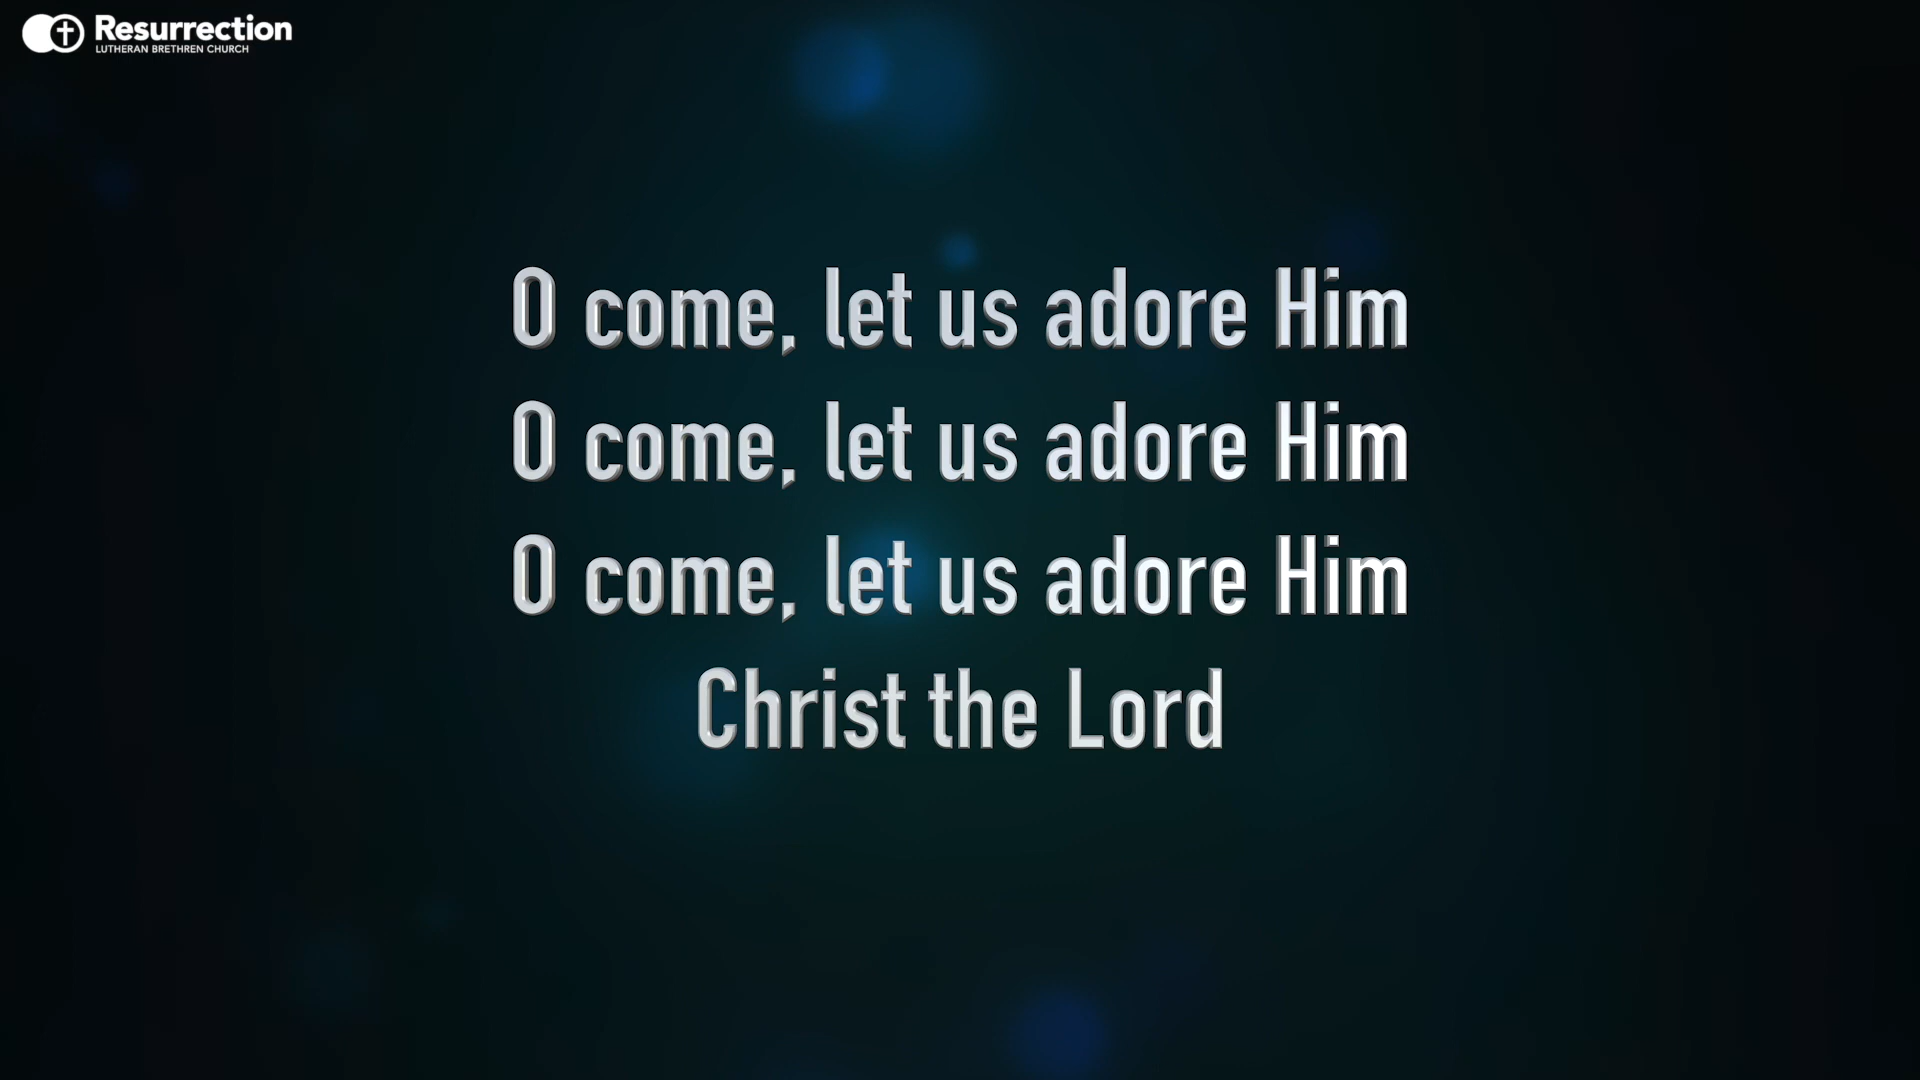 Resurrection
LUTHERAN BRETHREN CHURCH
O come, let us adore Him
O come, let us adore Him
O come, let us adore Him
Christ the Lord